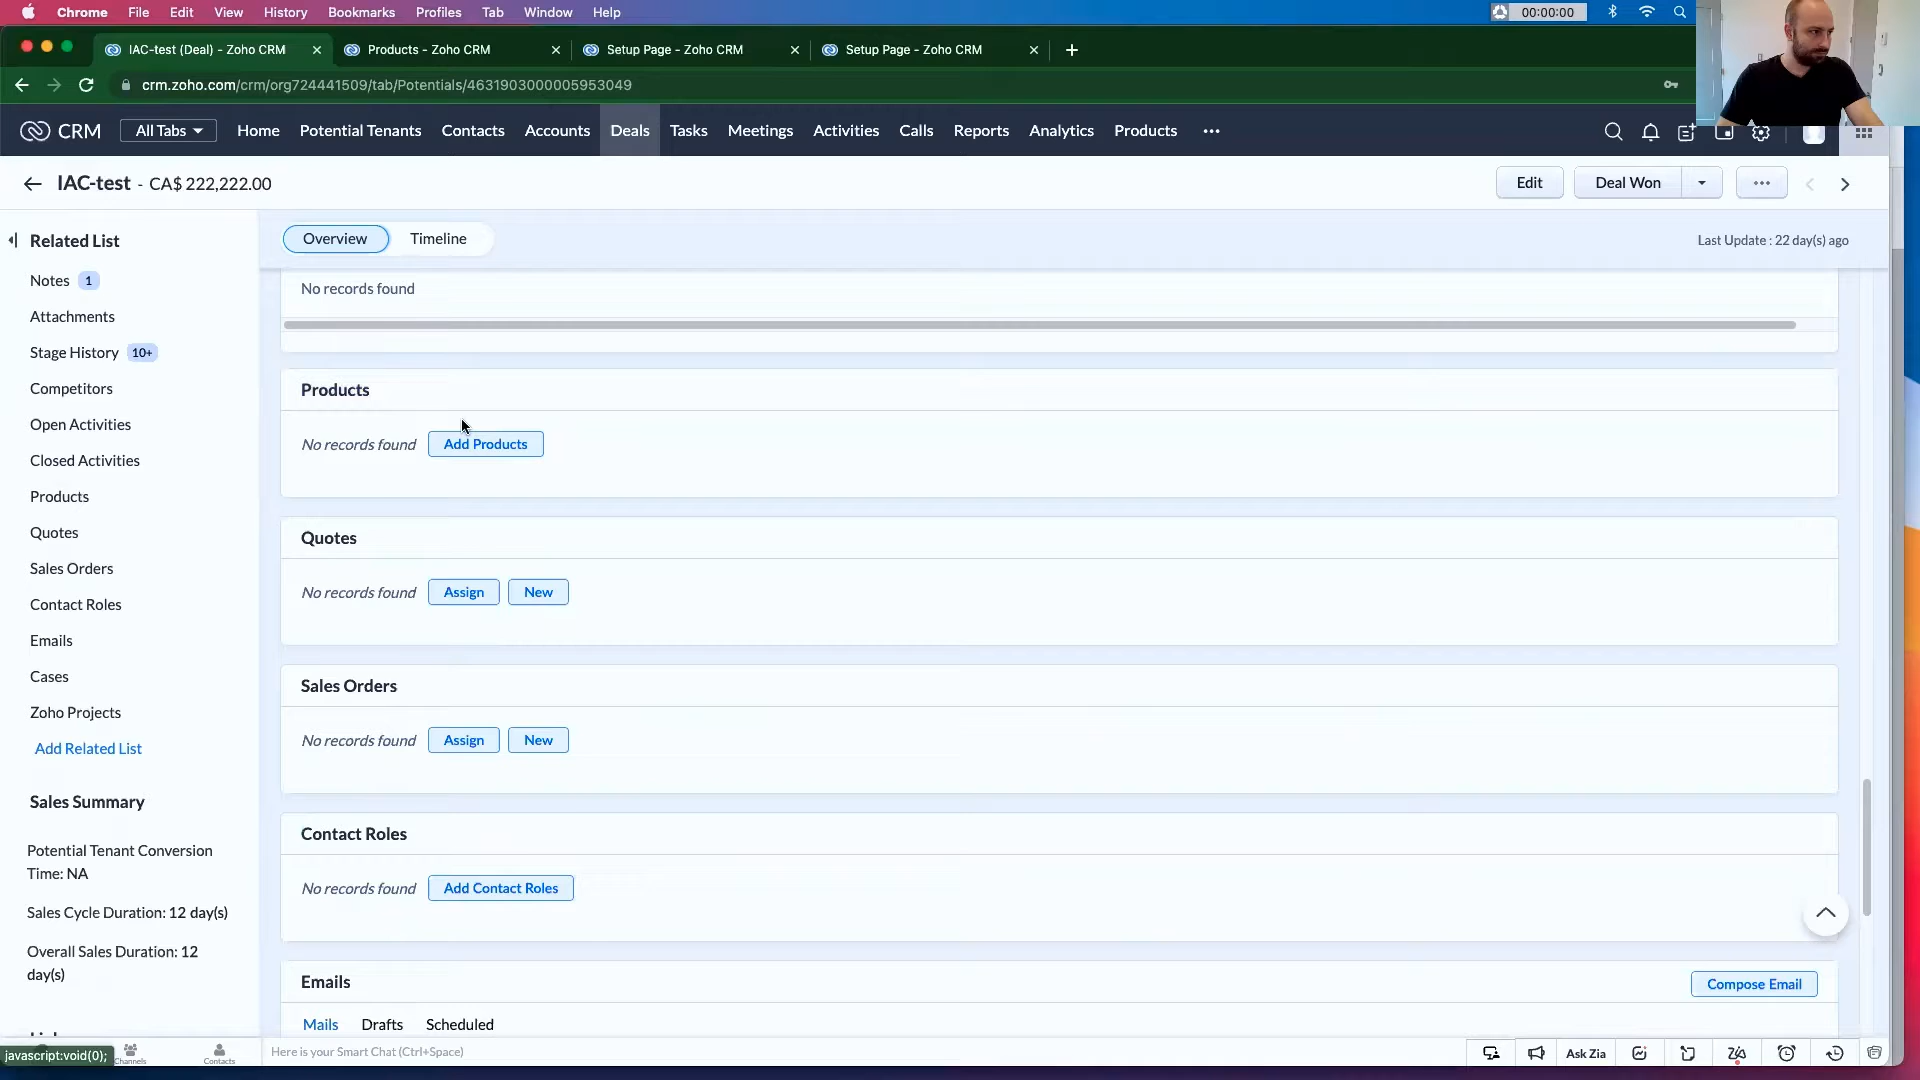 Chrome File Edit View History Bookmarks Profiles Tab Window Help 00:00:00
IAC-test (Deal) - Zoho CRM Products - Zoho CRM Setup Page - Zoho CRM Setup Page - Zoho CRM
crm.zoho.com/crm/org724441509/tab/Potentials/4631903000005953049
CRM All Tabs Home Potential Tenants Contacts Accounts Deals Tasks Meetings Activities Calls Reports Analytics Products
IAC-test - CA$ 222,222.00 Edit Deal Won
Related List
Notes 1
Attachments
Stage History 10+
Competitors
Open Activities
Closed Activities
Products
Quotes
Sales Orders
Contact Roles
Emails
Cases
Zoho Projects
Add Related List
Sales Summary
Potential Tenant Conversion
Time: NA
Sales Cycle Duration: 12 day(s)
Overall Sales Duration: 12
day(s)
Overview Timeline Last Update : 22 day(s) ago
No records found
Products
No records found Add Products
Quotes
No records found Assign New
Sales Orders
No records found Assign New
Contact Roles
No records found Add Contact Roles
Emails Compose Email
Mails Drafts Scheduled
javascript:void(0); Channels Contacts Here is your Smart Chat (Ctrl+Space) Ask Zia